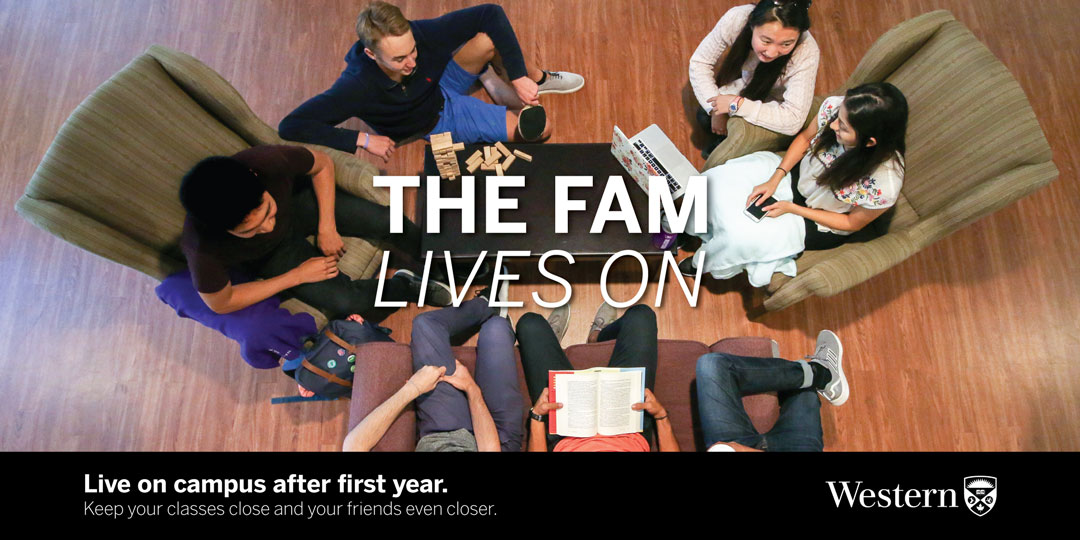 THE FAM
LIVES ON
Live on campus after first year.
Keep your classes close and your friends even closer.
Western